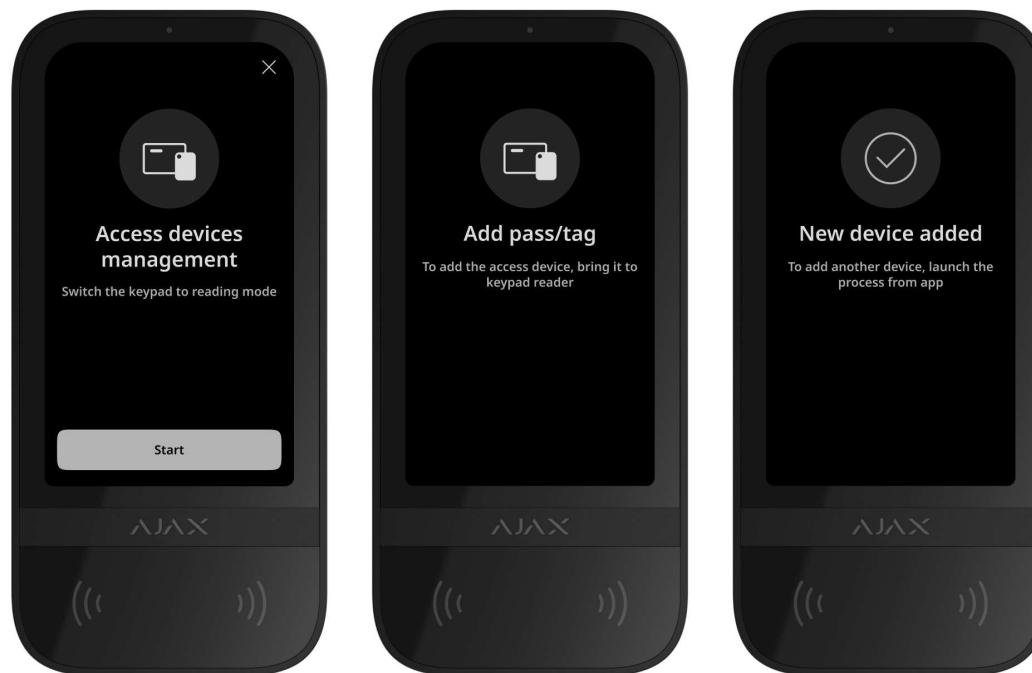 Access devices
management
Switch the keypad to reading mode
Start
AJAX
Add pass/tag
To add the access device, bring it to
keypad reader
AJAX
New device added
To add another device, launch the
process from app
AJAX